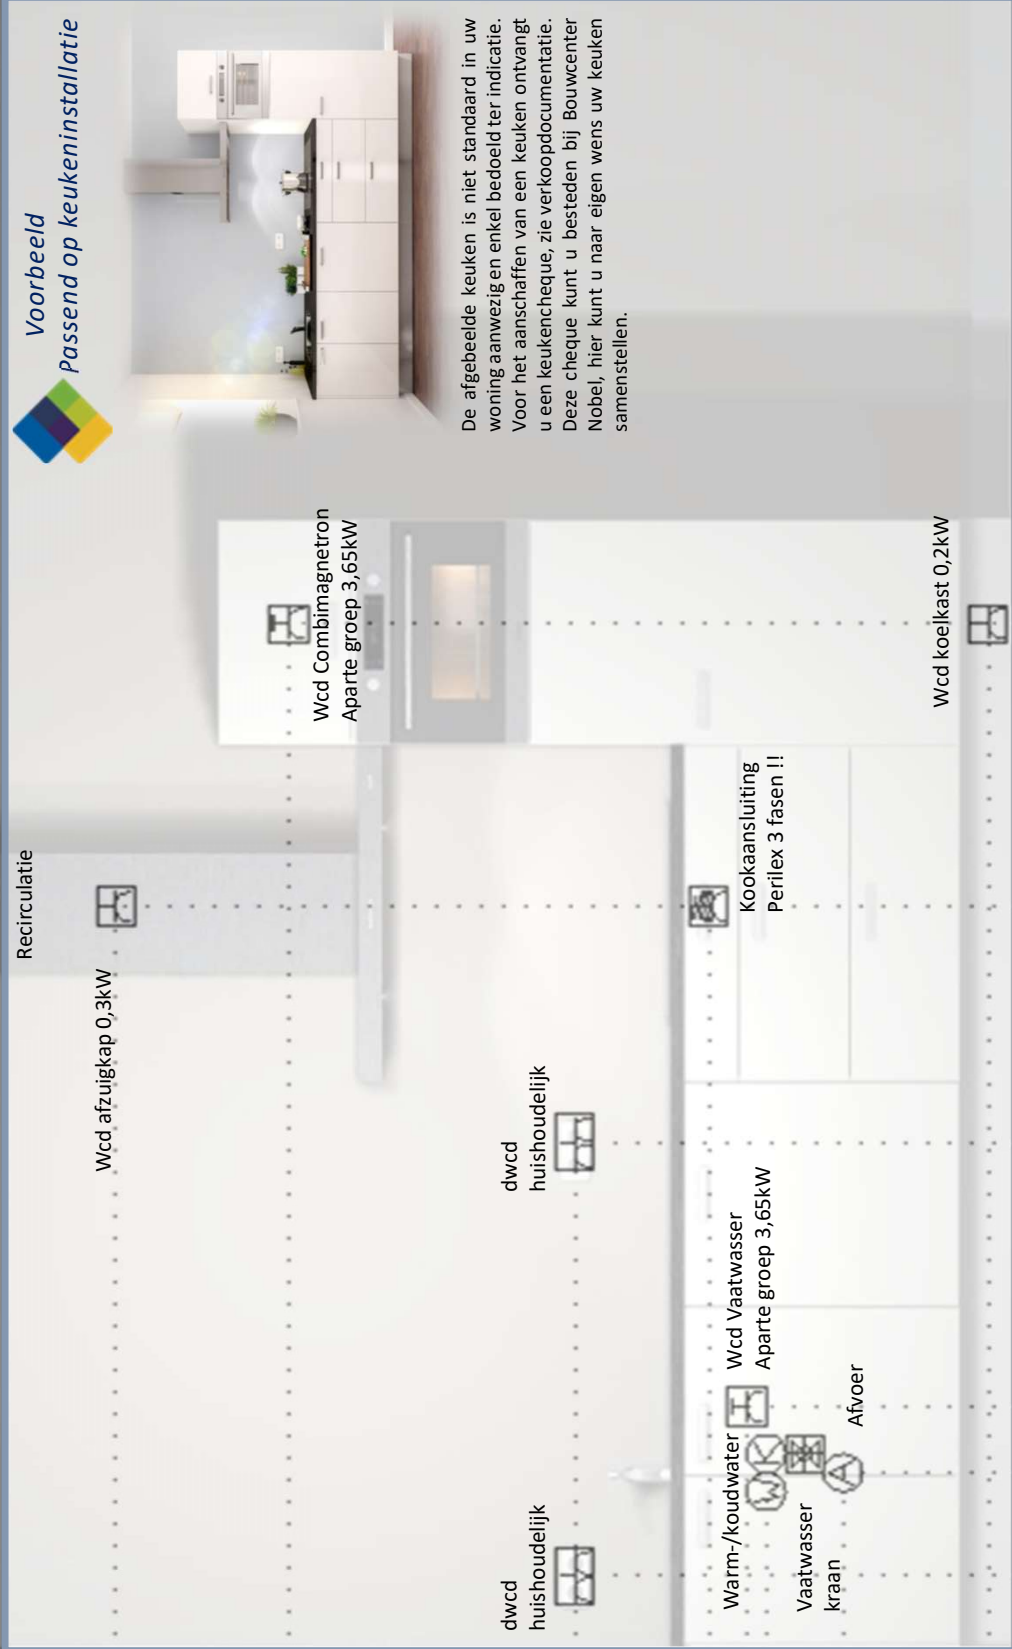 Voorbeeld
Passend op keukeninstallatie
De afgebeelde keuken is niet standaard in uw
woning aanwezig en enkel bedoeld ter indicatie.
Voor het aanschaffen van een keuken ontvangt
u een keukencheque, zie verkoopdocumentatie.
Deze cheque kunt u besteden bij Bouwcenter
Nobel, hier kunt u naar eigen wens uw keuken
samenstellen.
Recirculatie
Wcd afzuigkap 0,3kW
Wcd Combimagnetron
Aparte groep 3,65kW
dwcd
huishoudelijk
dwcd
huishoudelijk
Kookaansluiting
Perilex 3 fasen !!
Wcd koelkast 0,2kW
Wcd Vaatwasser
Aparte groep 3,65kW
Warm-/koudwater
W K
Vaatwasser
kraan
A
Afvoer